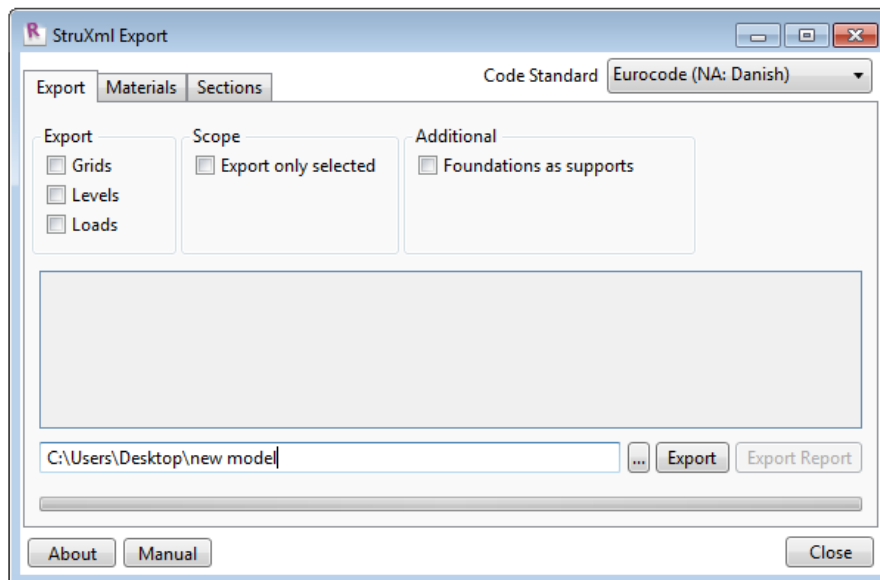 StruXml Export
Code Standard Eurocode (NA: Danish)
Export Materials Sections
Export Scope Additional
Grids Export only selected Foundations as supports
Levels
Loads
C:\Users\Desktop\new model
... Export Export Report
About Manual Close